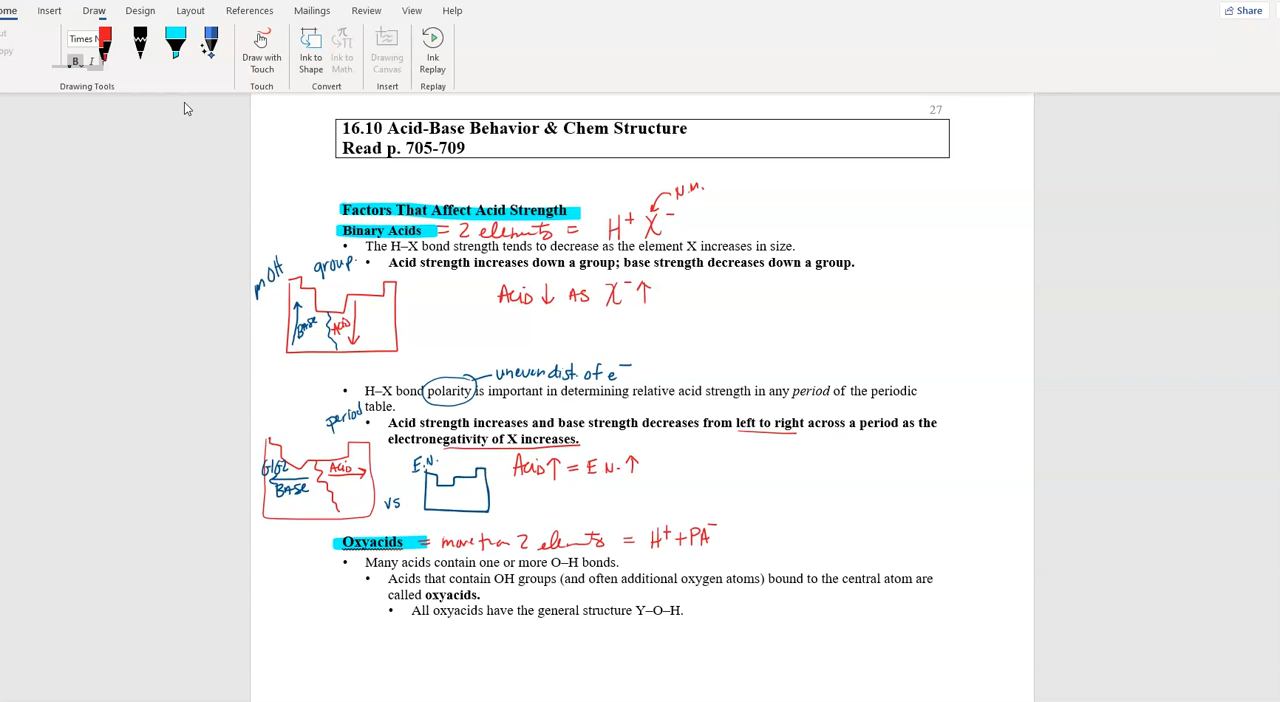 ome Insert Draw Design Layout References Mailings Review View Help Share
ut
opy
Times N
B I
Draw with Touch
Ink to Shape
Ink to Math
Drawing Canvas
Ink Replay
Drawing Tools Touch Convert Insert Replay
27
16.10 Acid-Base Behavior & Chem Structure
Read p. 705-709
N.M.
Factors That Affect Acid Strength
Binary Acids = 2 elements = H+ X-
• The H–X bond strength tends to decrease as the element X increases in size.
group.
• Acid strength increases down a group; base strength decreases down a group.
mOH
Acid ↓ AS X- ↑
BASE Acid
uneven dist. of e-
• H–X bond polarity is important in determining relative acid strength in any period of the periodic
table.
period
• Acid strength increases and base strength decreases from left to right across a period as the
electronegativity of X increases.
G1G2 Acid
BASE
vs
E.N.
Acid↑ = E N. ↑
Oxyacids = more than 2 elements = H+ + PA-
• Many acids contain one or more O–H bonds.
• Acids that contain OH groups (and often additional oxygen atoms) bound to the central atom are
called oxyacids.
• All oxyacids have the general structure Y–O–H.